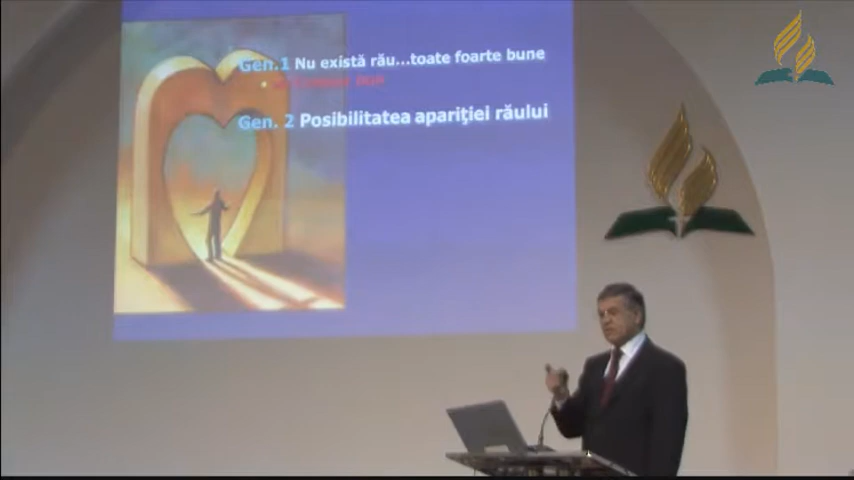 Gen.1 Nu există rău...toate foarte bune
Gen. 2 Posibilitatea apariţiei răului